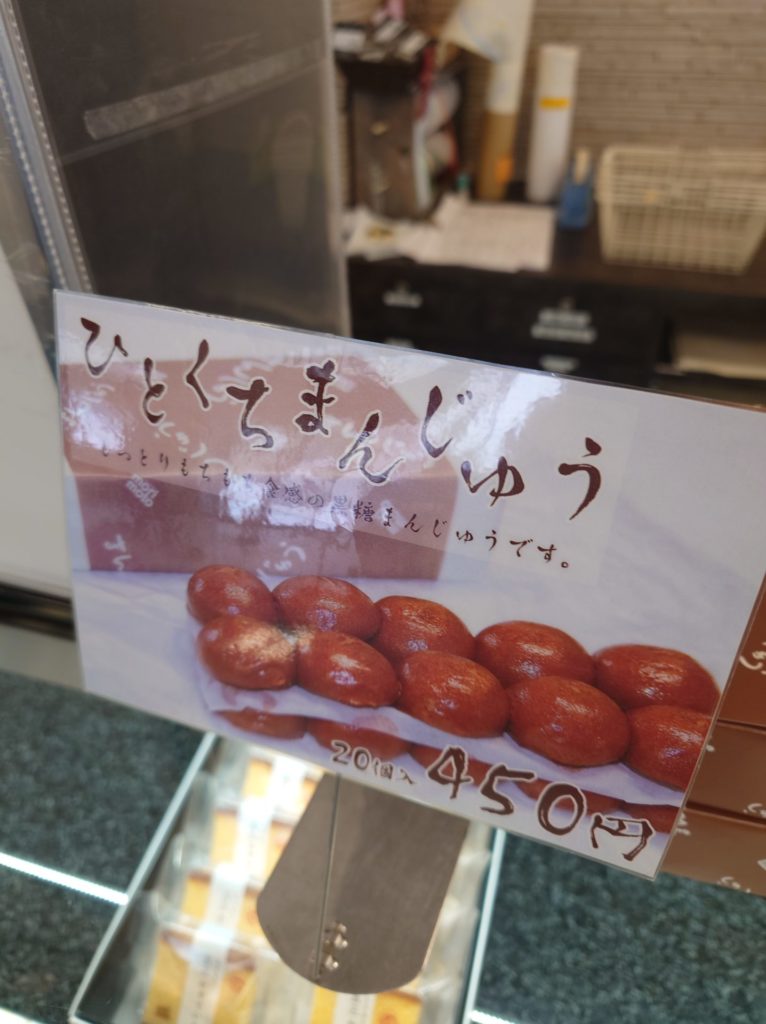 ひとくちまんじゅう
しっとりもちもち食感の黒糖まんじゅうです。
20個入 450円